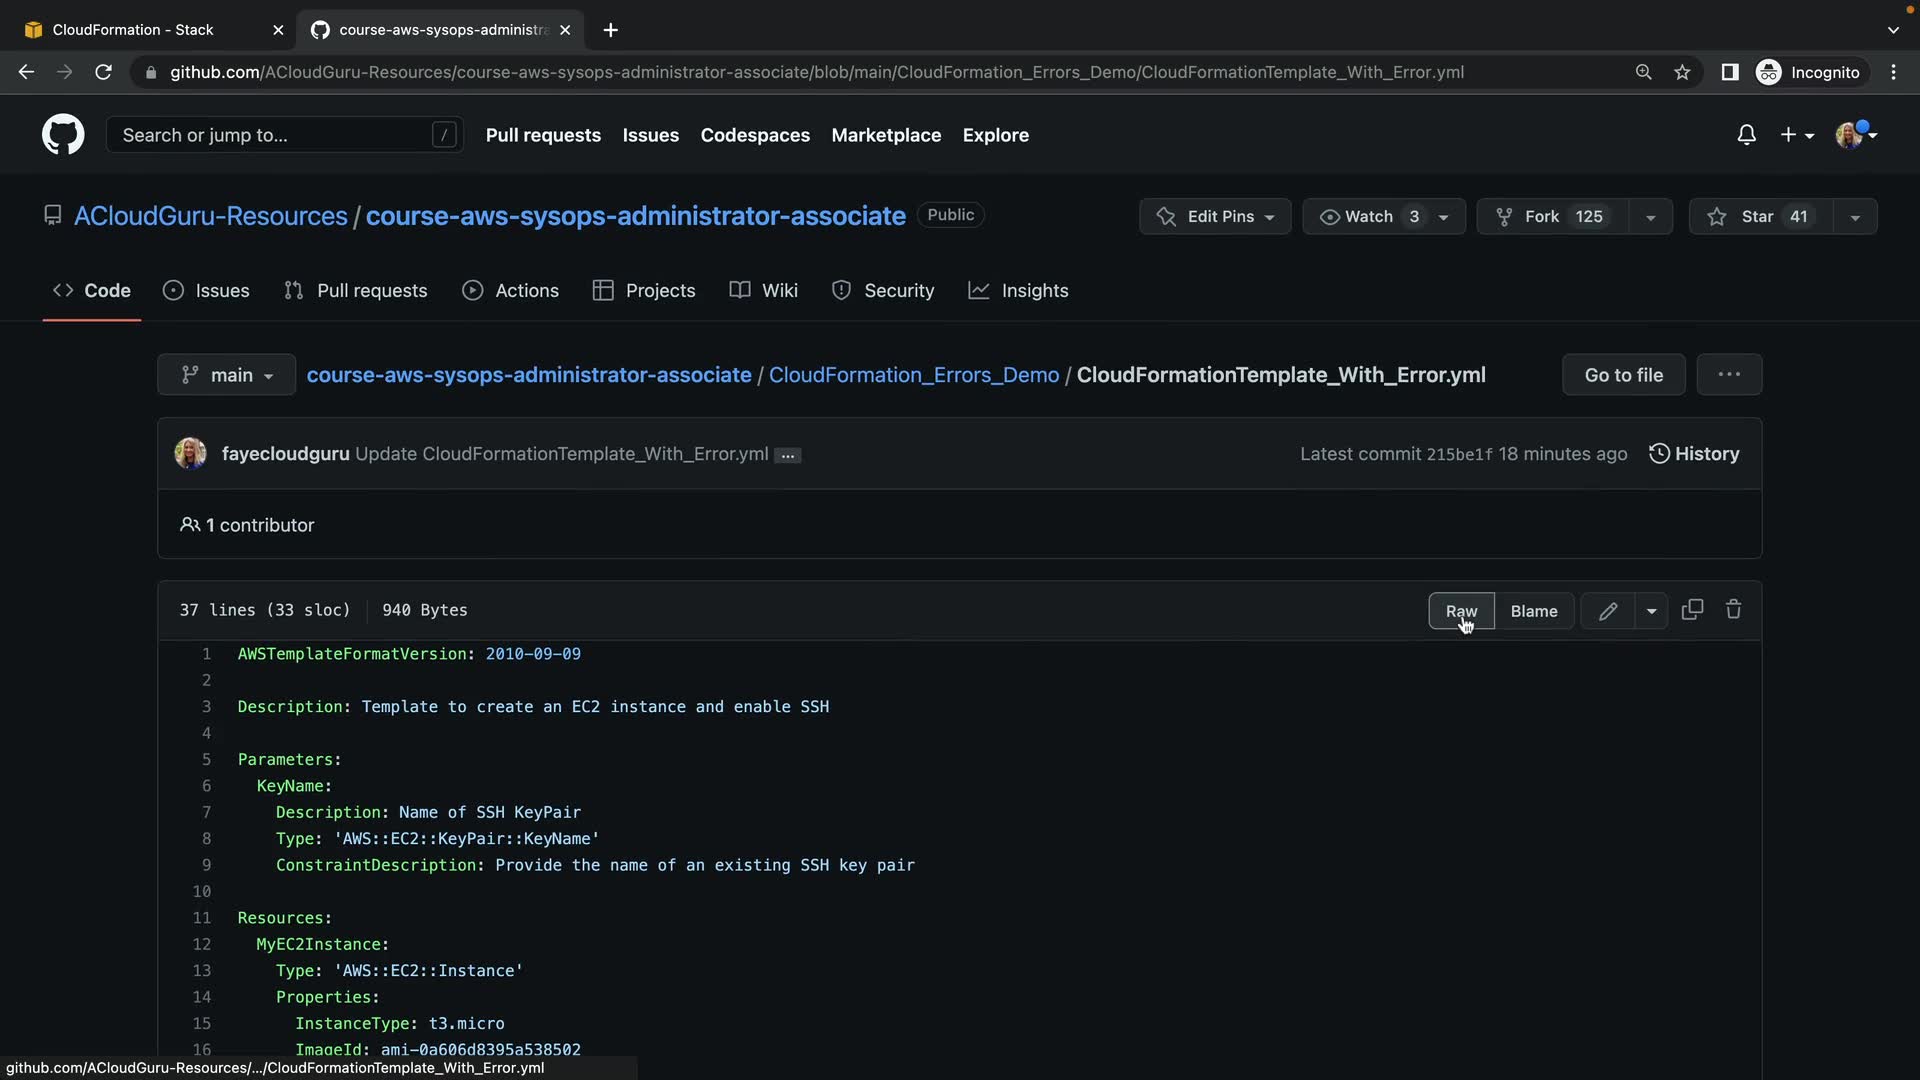 CloudFormation - Stack
course-aws-sysops-administra
github.com/ACloudGuru-Resources/course-aws-sysops-administrator-associate/blob/main/CloudFormation_Errors_Demo/CloudFormationTemplate_With_Error.yml
Incognito
Search or jump to...
/
Pull requests
Issues
Codespaces
Marketplace
Explore
ACloudGuru-Resources / course-aws-sysops-administrator-associate
Public
Edit Pins
Watch 3
Fork 125
Star 41
Code
Issues
Pull requests
Actions
Projects
Wiki
Security
Insights
main
course-aws-sysops-administrator-associate / CloudFormation_Errors_Demo / CloudFormationTemplate_With_Error.yml
Go to file
...
fayecloudguru Update CloudFormationTemplate_With_Error.yml ...
Latest commit 215be1f 18 minutes ago
History
1 contributor
37 lines (33 sloc)
940 Bytes
Raw
Blame
1 AWSTemplateFormatVersion: 2010-09-09
2
3 Description: Template to create an EC2 instance and enable SSH
4
5 Parameters:
6 KeyName:
7 Description: Name of SSH KeyPair
8 Type: 'AWS::EC2::KeyPair::KeyName'
9 ConstraintDescription: Provide the name of an existing SSH key pair
10
11 Resources:
12 MyEC2Instance:
13 Type: 'AWS::EC2::Instance'
14 Properties:
15 InstanceType: t3.micro
16 ImageId: ami-0a606d8395a538502
github.com/ACloudGuru-Resources/.../CloudFormationTemplate_With_Error.yml